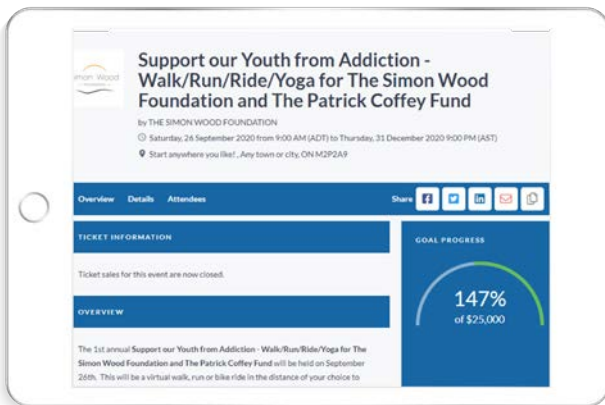 Support our Youth from Addiction -
Walk/Run/Ride/Yoga for The Simon Wood
Foundation and The Patrick Coffey Fund
imon Wood
by THE SIMON WOOD FOUNDATION
Saturday, 26 September 2020 from 9:00 AM (ADT) to Thursday, 31 December 2020 9:00 PM (AST)
Start anywhere you like! , Any town or city, ON M2P2A9
Overview Details Attendees Share
TICKET INFORMATION
Ticket sales for this event are now closed.
OVERVIEW
The 1st annual Support our Youth from Addiction - Walk/Run/Ride/Yoga for The
Simon Wood Foundation and The Patrick Coffey Fund will be held on September
26th. This will be a virtual walk, run or bike ride in the distance of your choice to
GOAL PROGRESS
147%
of $25,000